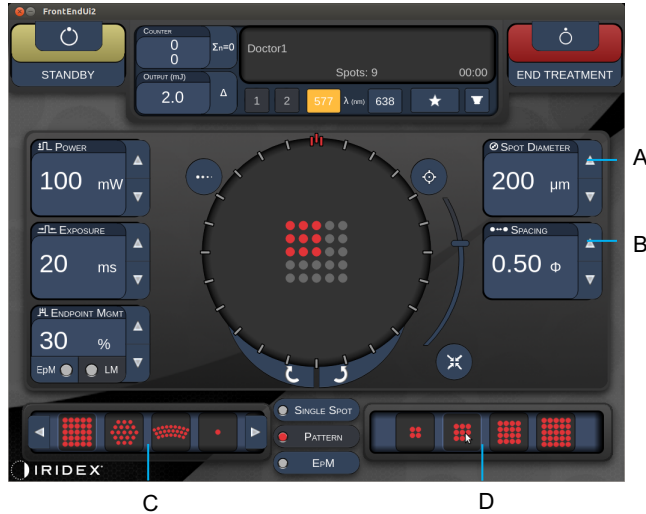 FrontEndUi2
STANDBY
COUNTER
0
0
Σn=0
OUTPUT (mJ)
2.0
Δ
Doctor1
Spots: 9 00:00
1 2 577 λ (nm) 638
END TREATMENT
POWER
100 mW
EXPOSURE
20 ms
ENDPOINT MGMT
30 %
EPM LM
SPOT DIAMETER
200 μm
A
SPACING
0.50 Φ
B
SINGLE SPOT
PATTERN
EPM
IRIDEX
C
D